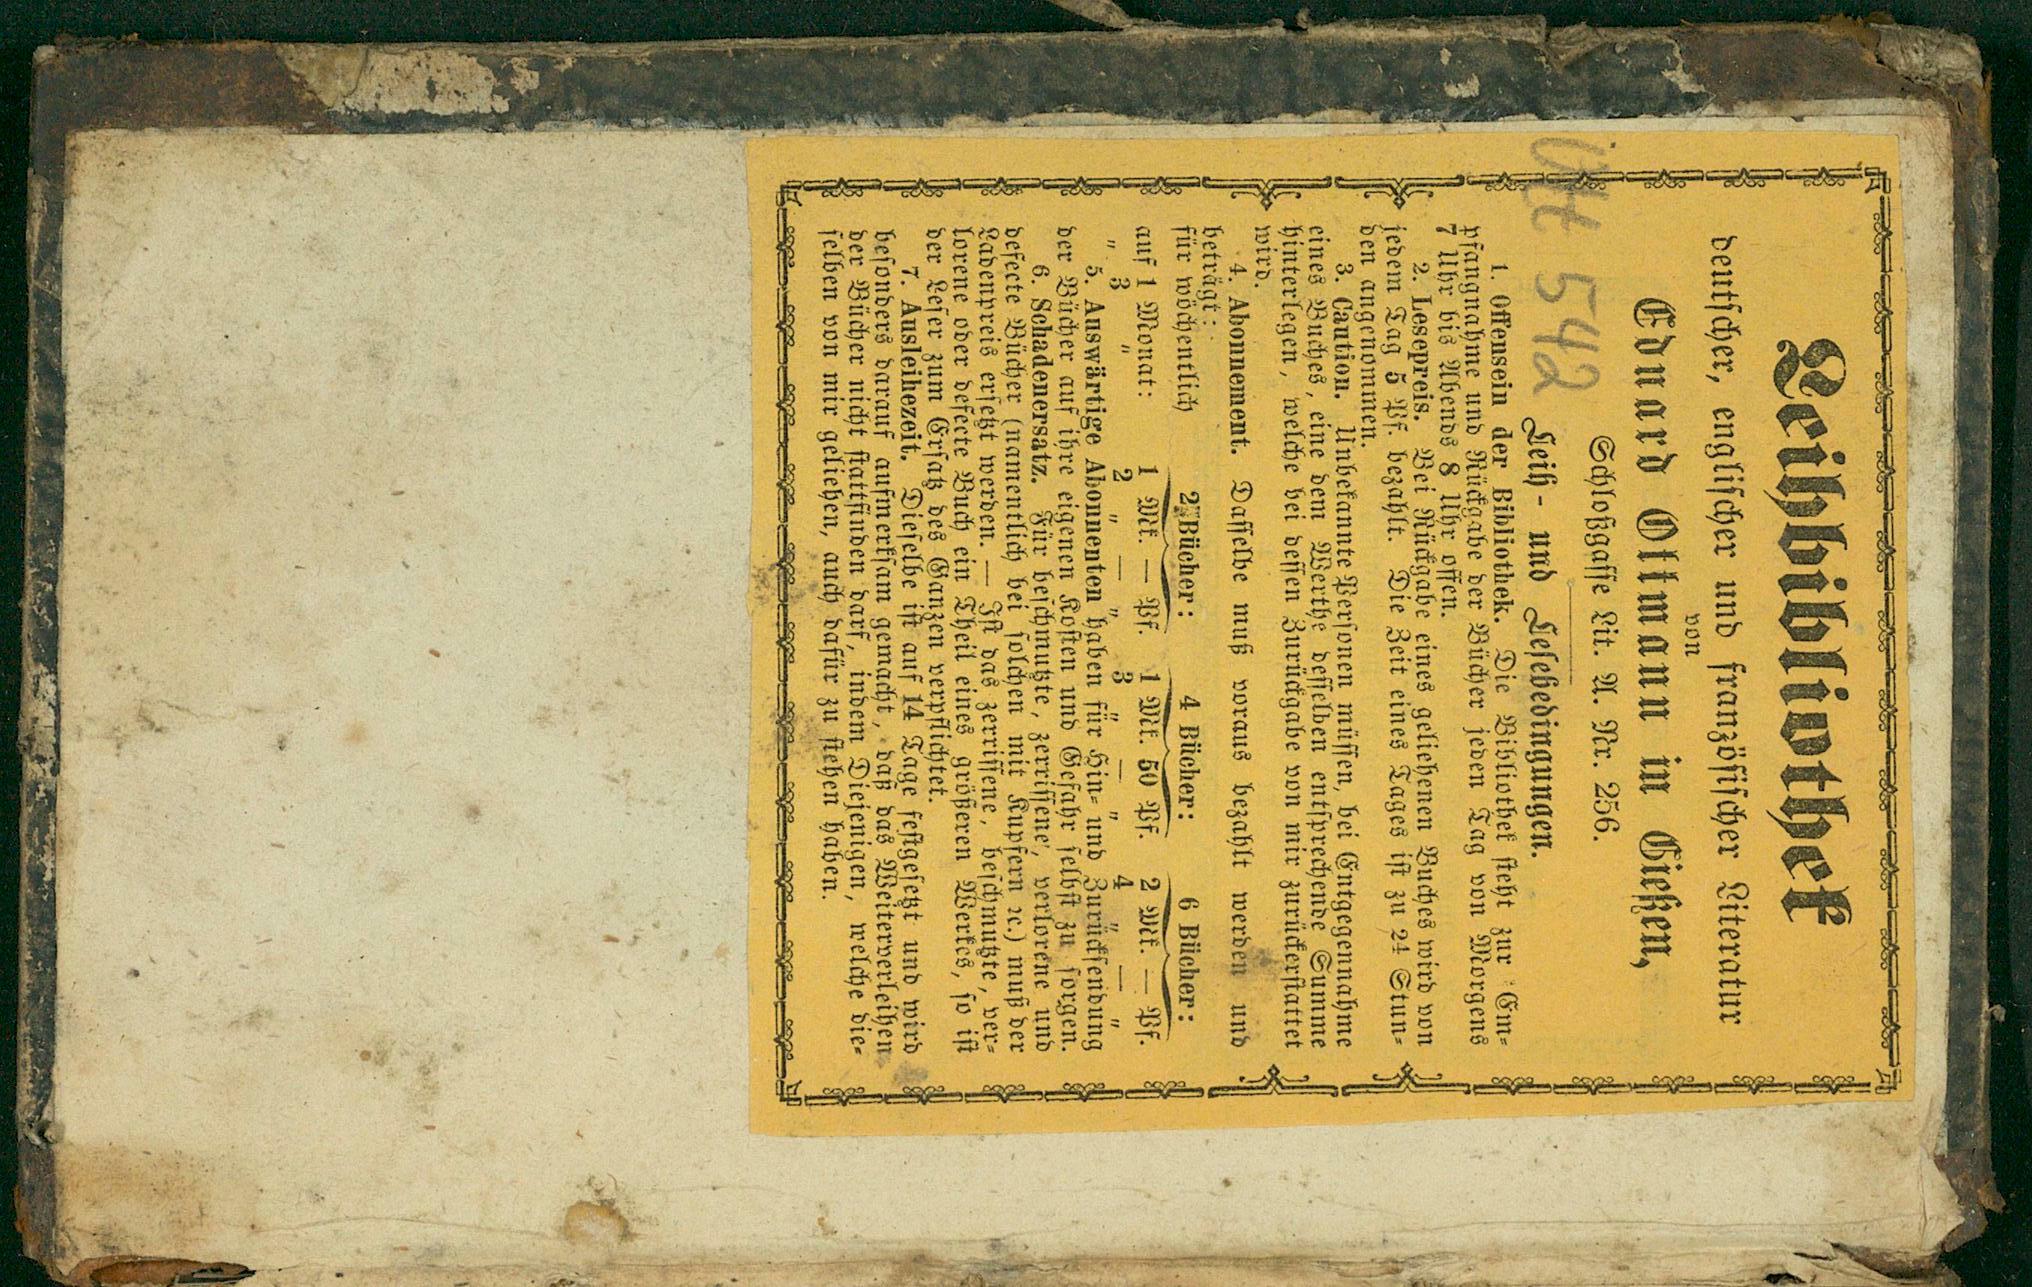 Leihbibliothek
deutscher, englischer und französischer Literatur
von
Eduard Ottmann in Gießen,
Schloßgasse Lit. A. Nr. 256.
542
Leih- und Lesebedingungen.
1. Offensein der Bibliothek. Die Bibliothek steht zur Em-
pfangnahme und Rückgabe der Bücher jeden Tag von Morgens
7 Uhr bis Abends 8 Uhr offen.
2. Lesepreis. Bei Rückgabe eines geliehenen Buches wird von
jedem Tag 5 Pf. bezahlt. Die Zeit eines Tages ist zu 24 Stun-
den angenommen.
3. Caution. Unbekannte Personen müssen, bei Entgegennahme
eines Buches, eine dem Werthe desselben entsprechende Summe
hinterlegen, welche bei dessen Zurückgabe von mir zurückerstattet
wird.
4. Abonnement. Dasselbe muß voraus bezahlt werden und
beträgt:
für wöchentlich 2 Bücher: 4 Bücher: 6 Bücher:
auf 1 Monat: 1 Mk. — Pf. 1 Mk. 50 Pf. 2 Mk. — Pf.
" 3 " 2 " — " 3 " — " 4 " — "
5. Auswärtige Abonnenten haben für Hin- und Zurücksendung
der Bücher auf ihre eigenen Kosten und Gefahr selbst zu sorgen.
6. Schadenersatz. Für beschmutzte, zerrissene, verlorene und
defecte Bücher (namentlich bei solchen mit Kupfern ꝛc.) muß der
Ladenpreis ersetzt werden. — Ist das zerrissene, beschmutzte, ver-
lorene oder defecte Buch ein Theil eines größeren Werkes, so ist
der Leser zum Ersatz des Ganzen verpflichtet.
7. Ausleihezeit. Dieselbe ist auf 14 Tage festgesetzt und wird
besonders darauf aufmerksam gemacht, daß das Weiterverleihen
der Bücher nicht stattfinden darf, indem Diejenigen, welche die-
selben von mir geliehen, auch dafür zu stehen haben.